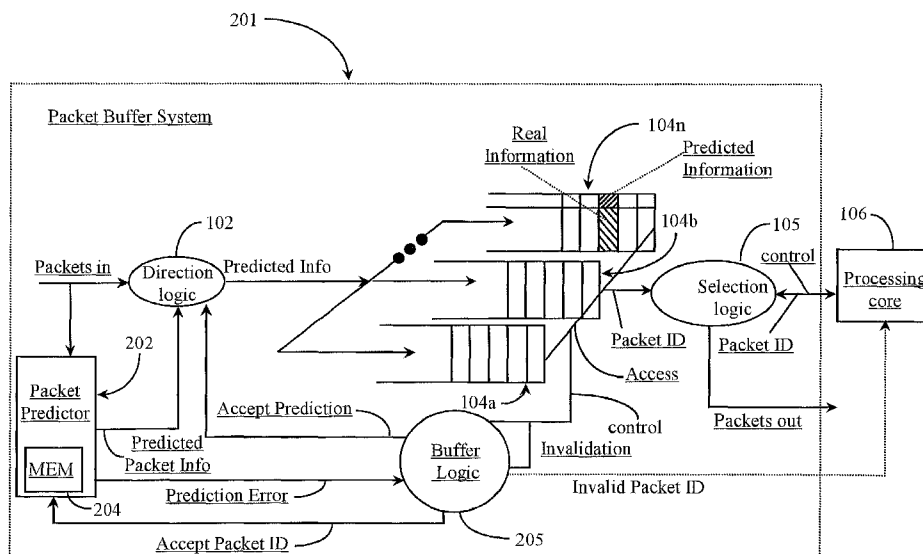 201
Packet Buffer System
Real
Information
104n
Predicted
Information
102
104b
105
106
Packets in
Direction
logic
Predicted Info
Selection
logic
control
Processing
core
202
Packet ID
Packet ID
Packet
Predictor
Access
104a
Accept Prediction
control
Packets out
Predicted
Packet Info
Buffer
Logic
Invalidation
MEM
204
Prediction Error
Invalid Packet ID
Accept Packet ID
205